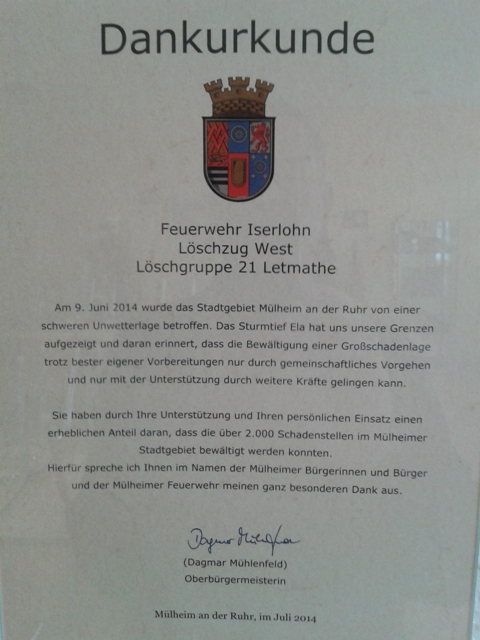 Dankurkunde
Feuerwehr Iserlohn
Löschzug West
Löschgruppe 21 Letmathe
Am 9. Juni 2014 wurde das Stadtgebiet Mülheim an der Ruhr von einer
schweren Unwetterlage betroffen. Das Sturmtief Ela hat uns unsere Grenzen
aufgezeigt und daran erinnert, dass die Bewältigung einer Großschadenlage
trotz bester eigener Vorbereitungen nur durch gemeinschaftliches Vorgehen
und nur mit der Unterstützung durch weitere Kräfte gelingen kann.
Sie haben durch Ihre Unterstützung und Ihren persönlichen Einsatz einen
erheblichen Anteil daran, dass die über 2.000 Schadenstellen im Mülheimer
Stadtgebiet bewältigt werden konnten.
Hierfür spreche ich Ihnen im Namen der Mülheimer Bürgerinnen und Bürger
und der Mülheimer Feuerwehr meinen ganz besonderen Dank aus.
Dagmar Mühlenfeld
(Dagmar Mühlenfeld)
Oberbürgermeisterin
Mülheim an der Ruhr, im Juli 2014